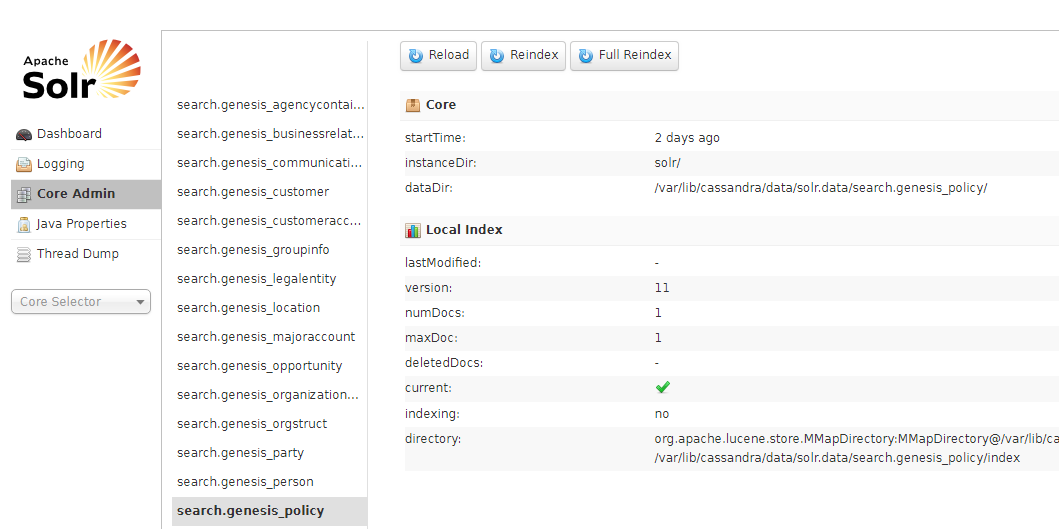 Apache
Solr
Dashboard
Logging
Core Admin
Java Properties
Thread Dump
Core Selector
search.genesis_agencycontai...
search.genesis_businessrelat...
search.genesis_communicati...
search.genesis_customer
search.genesis_customeracc...
search.genesis_groupinfo
search.genesis_legalentity
search.genesis_location
search.genesis_majoraccount
search.genesis_opportunity
search.genesis_organization...
search.genesis_orgstruct
search.genesis_party
search.genesis_person
search.genesis_policy
Reload Reindex Full Reindex
Core
startTime: 2 days ago
instanceDir: solr/
dataDir: /var/lib/cassandra/data/solr.data/search.genesis_policy/
Local Index
lastModified: -
version: 11
numDocs: 1
maxDoc: 1
deletedDocs: -
current:
indexing: no
directory: org.apache.lucene.store.MMapDirectory:MMapDirectory@/var/lib/ca
/var/lib/cassandra/data/solr.data/search.genesis_policy/index